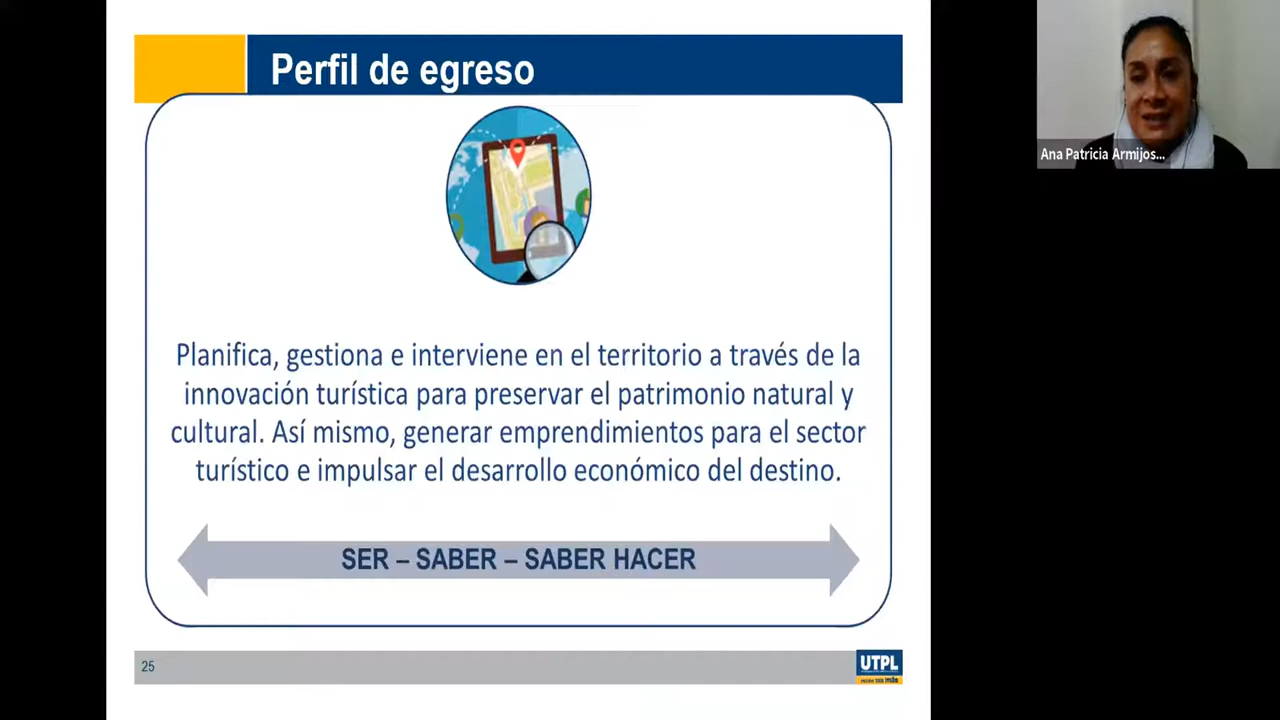 Perfil de egreso
Ana Patricia Armijos...
Planifica, gestiona e interviene en el territorio a través de la
innovación turística para preservar el patrimonio natural y
cultural. Así mismo, generar emprendimientos para el sector
turístico e impulsar el desarrollo económico del destino.
SER – SABER – SABER HACER
25
UTPL